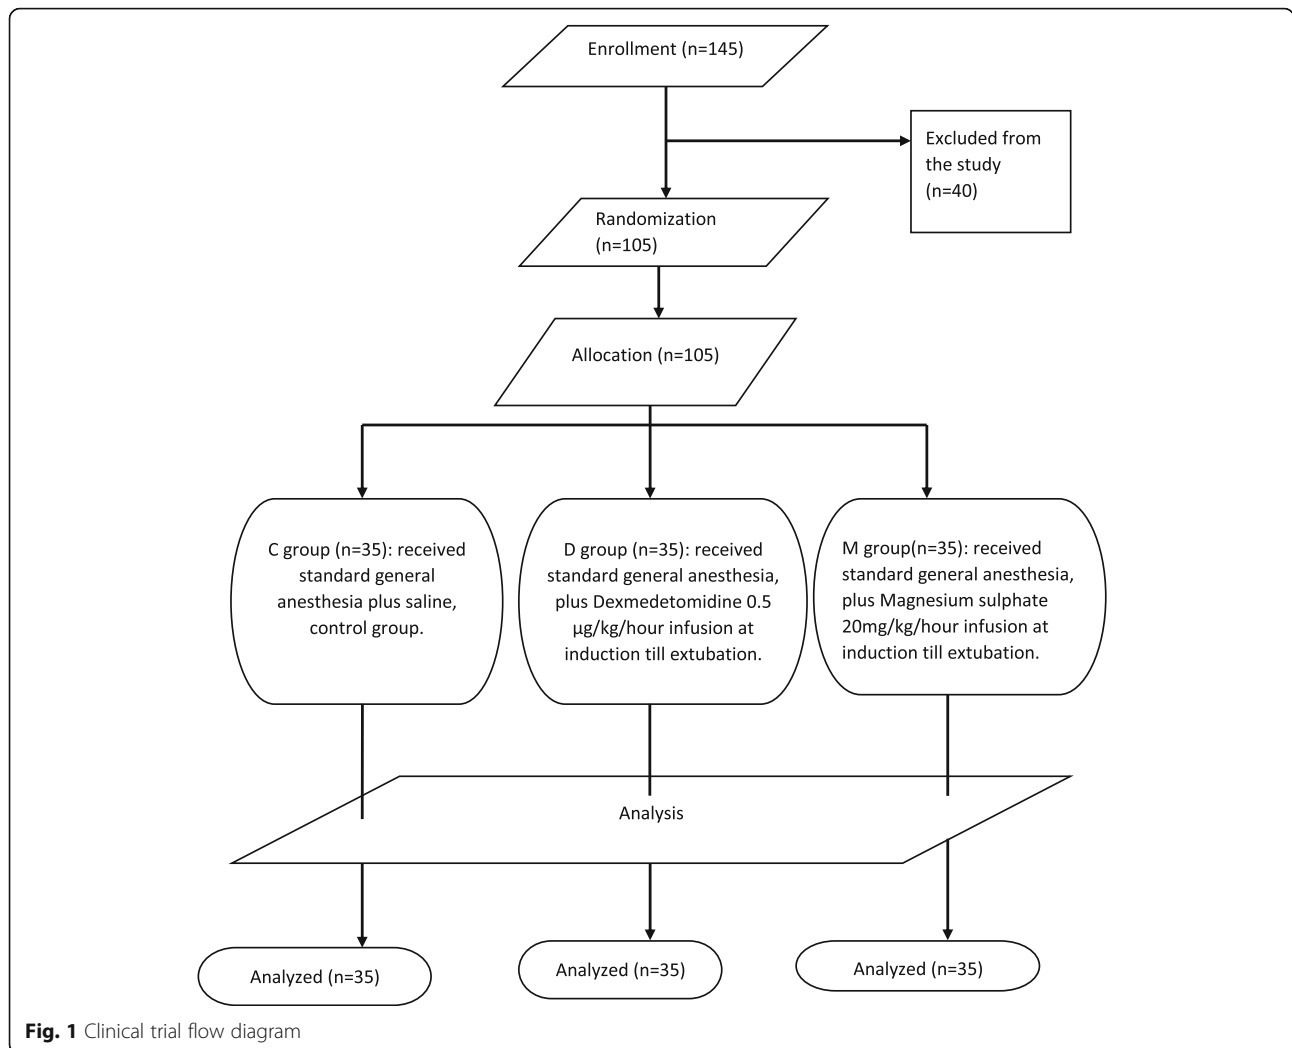 Enrollment (n=145)
Excluded from
the study
(n=40)
Randomization
(n=105)
Allocation (n=105)
C group (n=35): received
standard general
anesthesia plus saline,
control group.
D group (n=35): received
standard general anesthesia,
plus Dexmedetomidine 0.5
µg/kg/hour infusion at
induction till extubation.
M group(n=35): received
standard general anesthesia,
plus Magnesium sulphate
20mg/kg/hour infusion at
induction till extubation.
Analysis
Analyzed (n=35)
Analyzed (n=35)
Analyzed (n=35)
Fig. 1 Clinical trial flow diagram